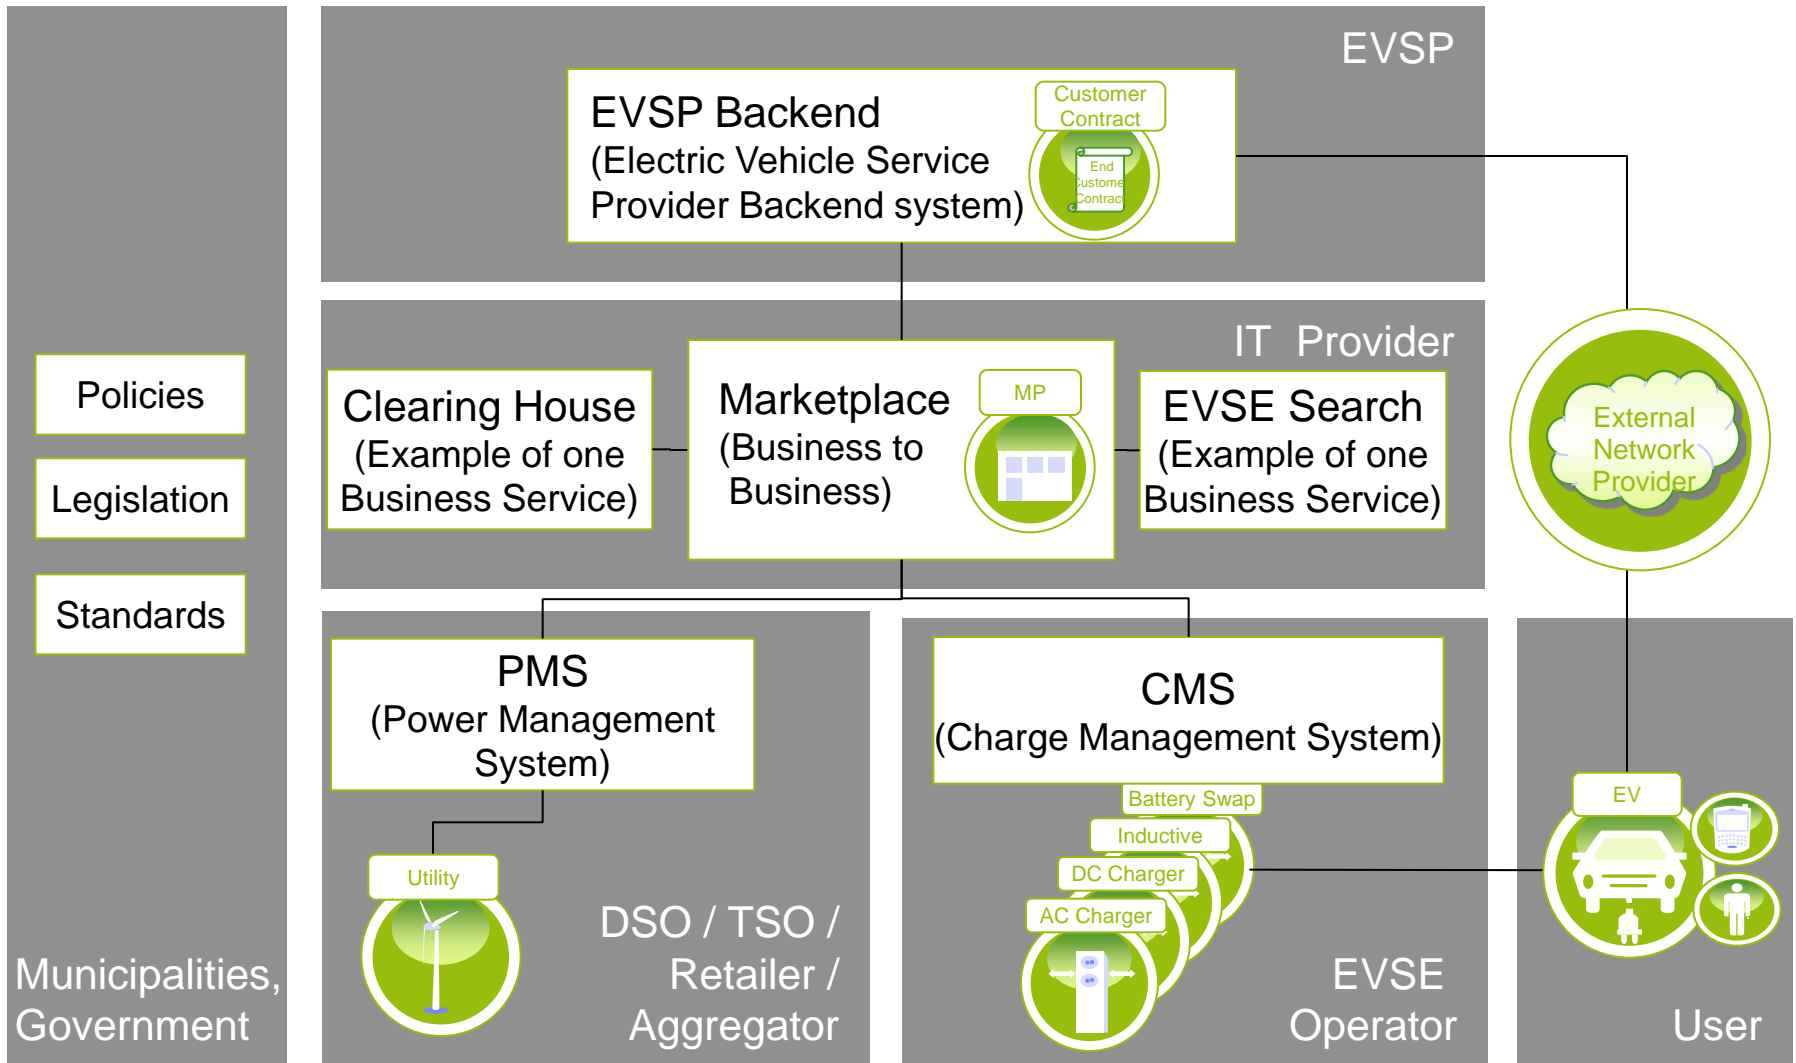 EVSP
EVSP Backend
(Electric Vehicle Service
Provider Backend system)
Customer
Contract
End
Customer
Contract
IT Provider
Policies
Legislation
Standards
Municipalities,
Government
Clearing House
(Example of one
Business Service)
Marketplace
(Business to
Business)
MP
EVSE Search
(Example of one
Business Service)
External
Network
Provider
PMS
(Power Management
System)
Utility
DSO / TSO /
Retailer /
Aggregator
CMS
(Charge Management System)
Battery Swap
Inductive
DC Charger
AC Charger
EVSE
Operator
EV
User